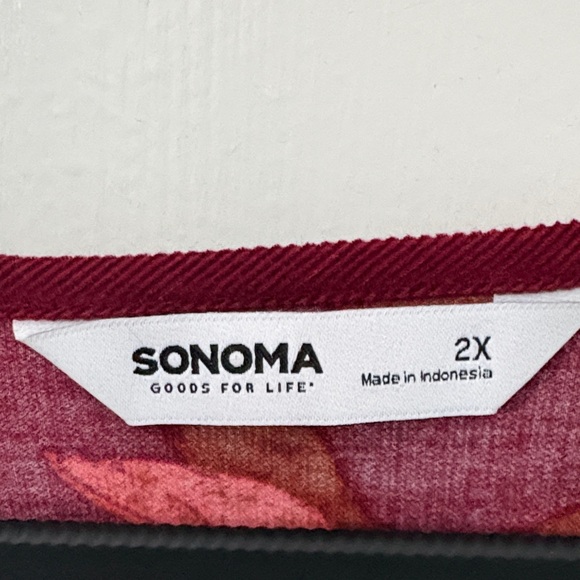 SONOMA
GOODS FOR LIFE®
2X
Made in Indonesia